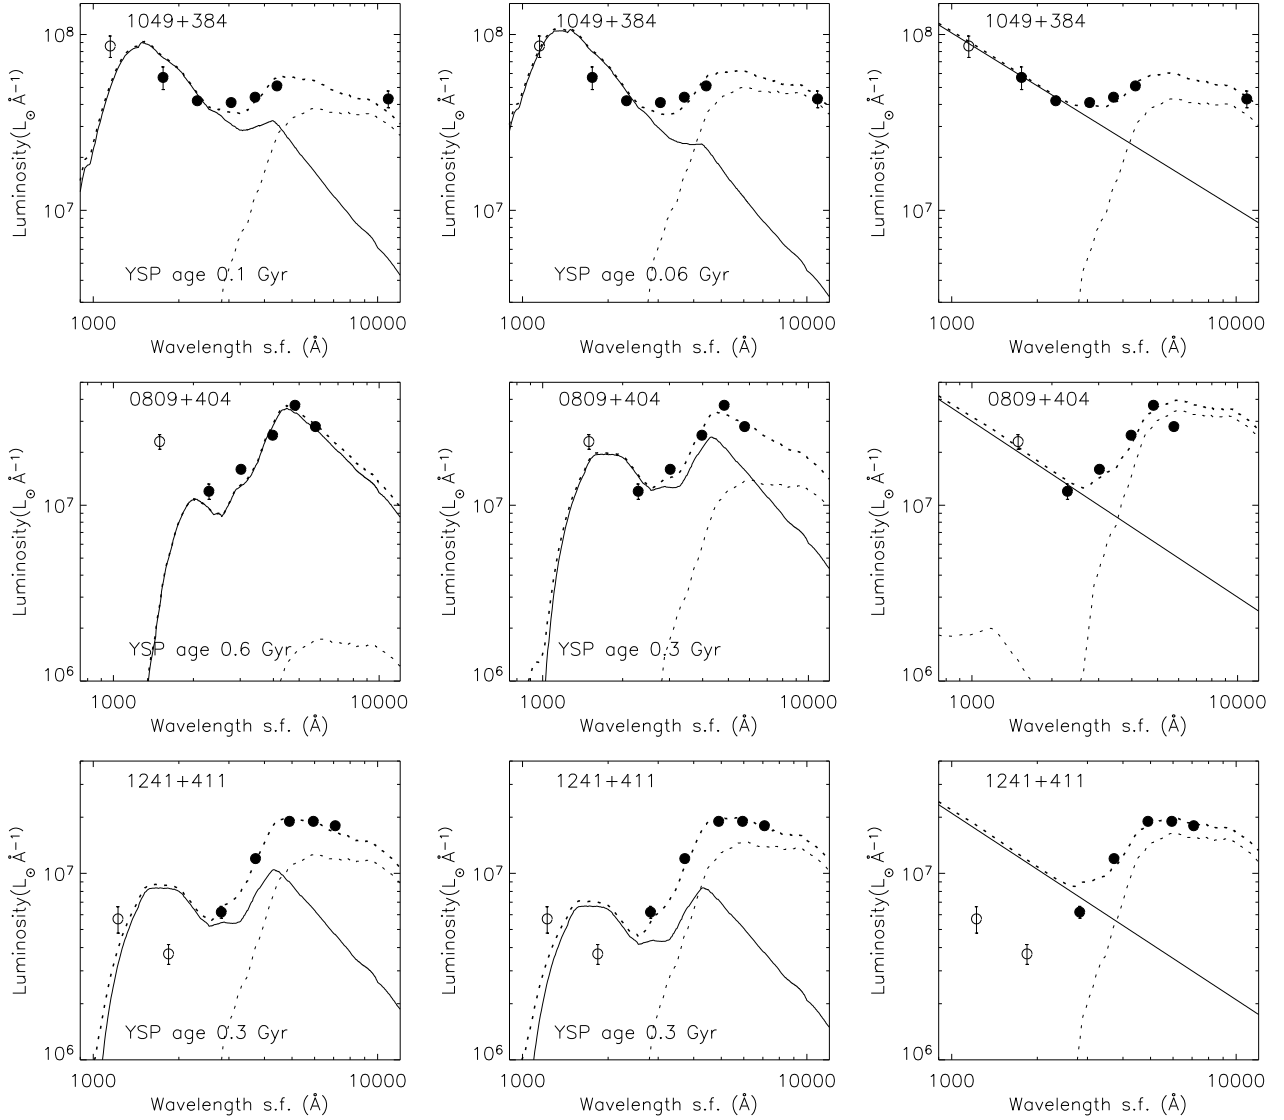 1049+384
10⁸
10⁷
Luminosity(L☉ Å⁻¹)
YSP age 0.1 Gyr
1000
10000
Wavelength s.f. (Å)
1049+384
10⁸
10⁷
Luminosity(L☉ Å⁻¹)
YSP age 0.06 Gyr
1000
10000
Wavelength s.f. (Å)
1049+384
10⁸
10⁷
Luminosity(L☉ Å⁻¹)
1000
10000
Wavelength s.f. (Å)
0809+404
10⁷
10⁶
Luminosity(L☉ Å⁻¹)
YSP age 0.6 Gyr
1000
10000
Wavelength s.f. (Å)
0809+404
10⁷
10⁶
Luminosity(L☉ Å⁻¹)
YSP age 0.3 Gyr
1000
10000
Wavelength s.f. (Å)
0809+404
10⁷
10⁶
Luminosity(L☉ Å⁻¹)
1000
10000
Wavelength s.f. (Å)
1241+411
10⁷
10⁶
Luminosity(L☉ Å⁻¹)
YSP age 0.3 Gyr
1000
10000
Wavelength s.f. (Å)
1241+411
10⁷
10⁶
Luminosity(L☉ Å⁻¹)
YSP age 0.3 Gyr
1000
10000
Wavelength s.f. (Å)
1241+411
10⁷
10⁶
Luminosity(L☉ Å⁻¹)
1000
10000
Wavelength s.f. (Å)